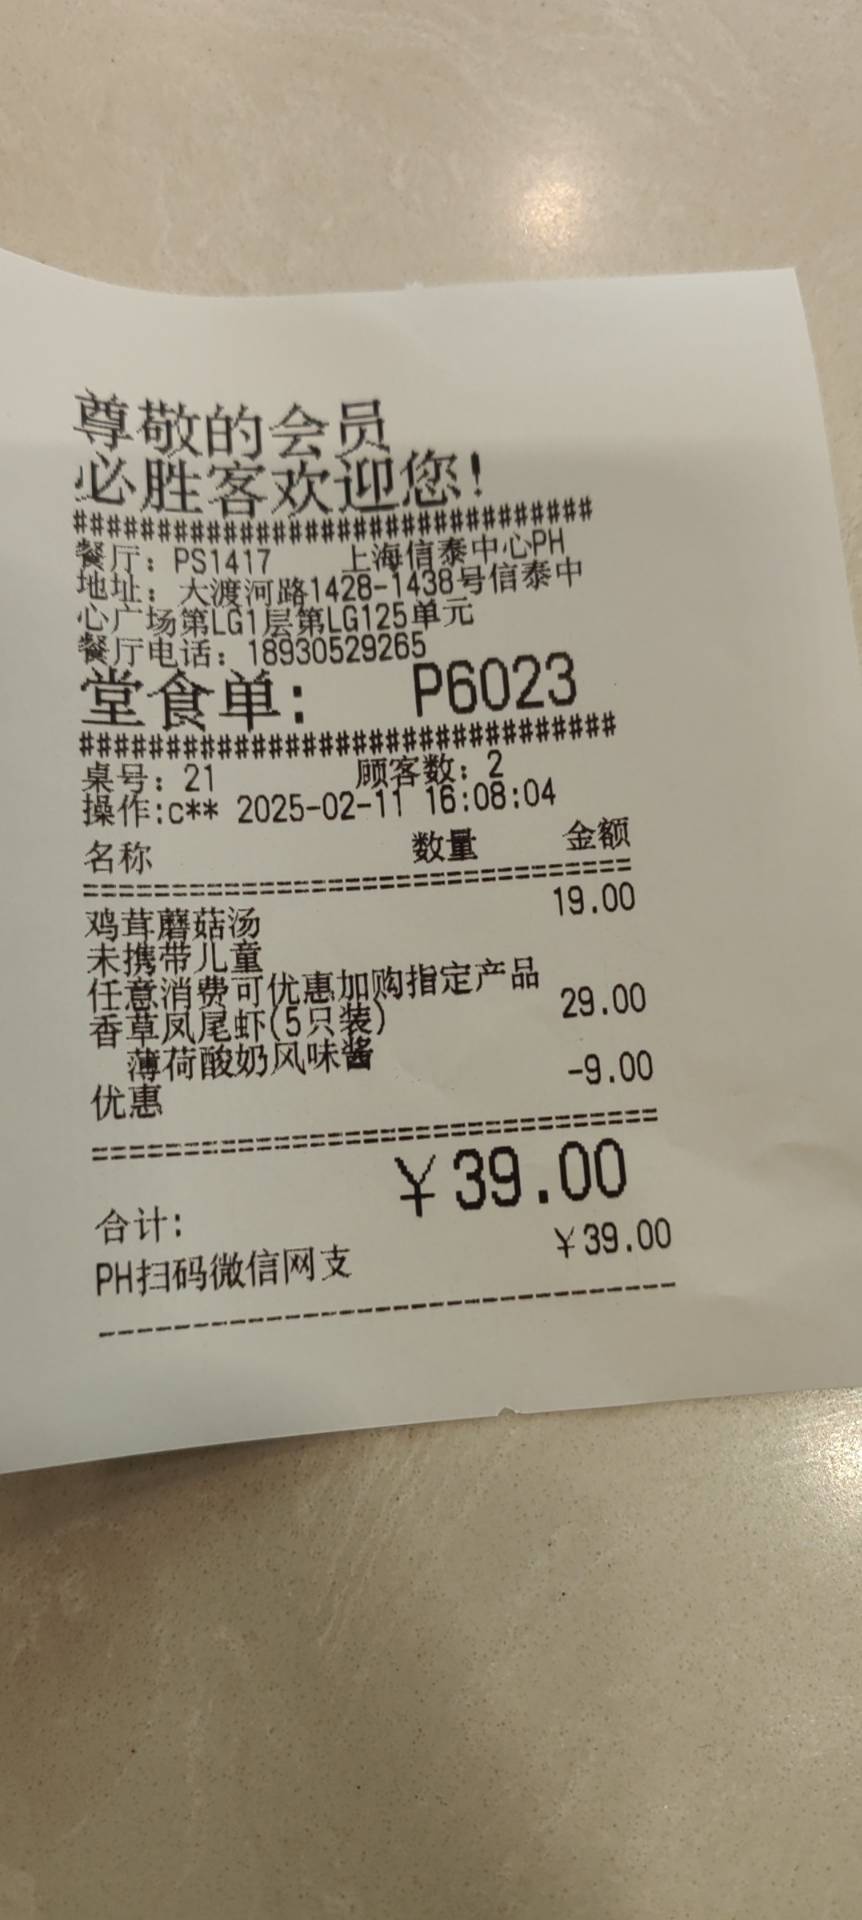 尊敬的会员
必胜客欢迎您!
##############################
餐厅: PS1417 上海信泰中心PH
地址: 大渡河路1428-1438号信泰中
心广场第LG1层第LG125单元
餐厅电话: 18930529265
堂食单: P6023
##############################
桌号: 21 顾客数: 2
操作:c** 2025-02-11 16:08:04
名称 数量 金额
================================
鸡茸蘑菇汤 19.00
未携带儿童
任意消费可优惠加购指定产品
香草凤尾虾(5只装) 29.00
薄荷酸奶风味酱
优惠 -9.00
================================
合计: ￥39.00
PH扫码微信网支 ￥39.00
--------------------------------